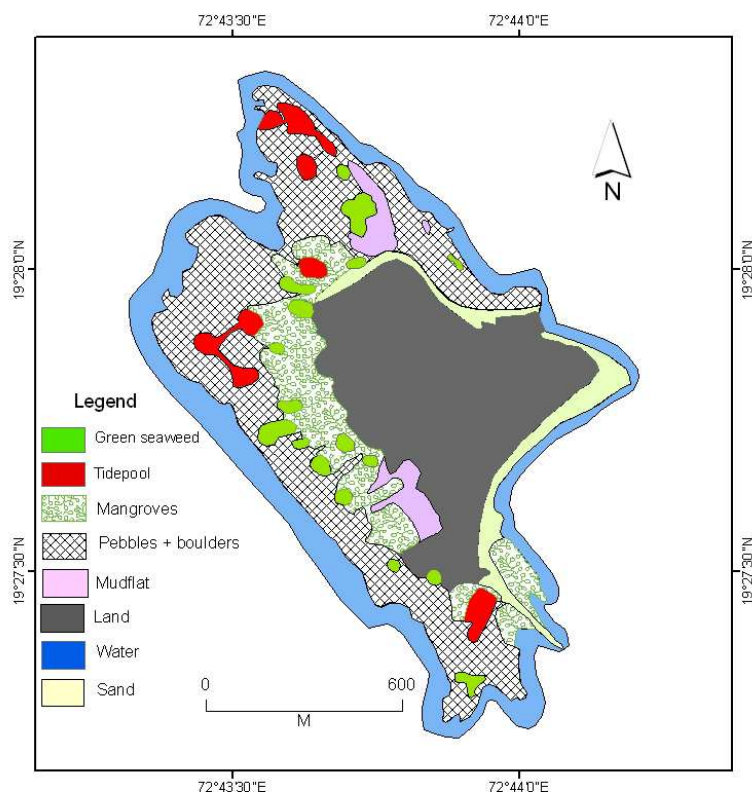 72°43'30"E
72°44'0"E
N
19°28'0"N
19°28'0"N
Legend
Green seaweed
Tidepool
Mangroves
Pebbles + boulders
Mudflat
Land
Water
Sand
19°27'30"N
19°27'30"N
0
600
M
72°43'30"E
72°44'0"E